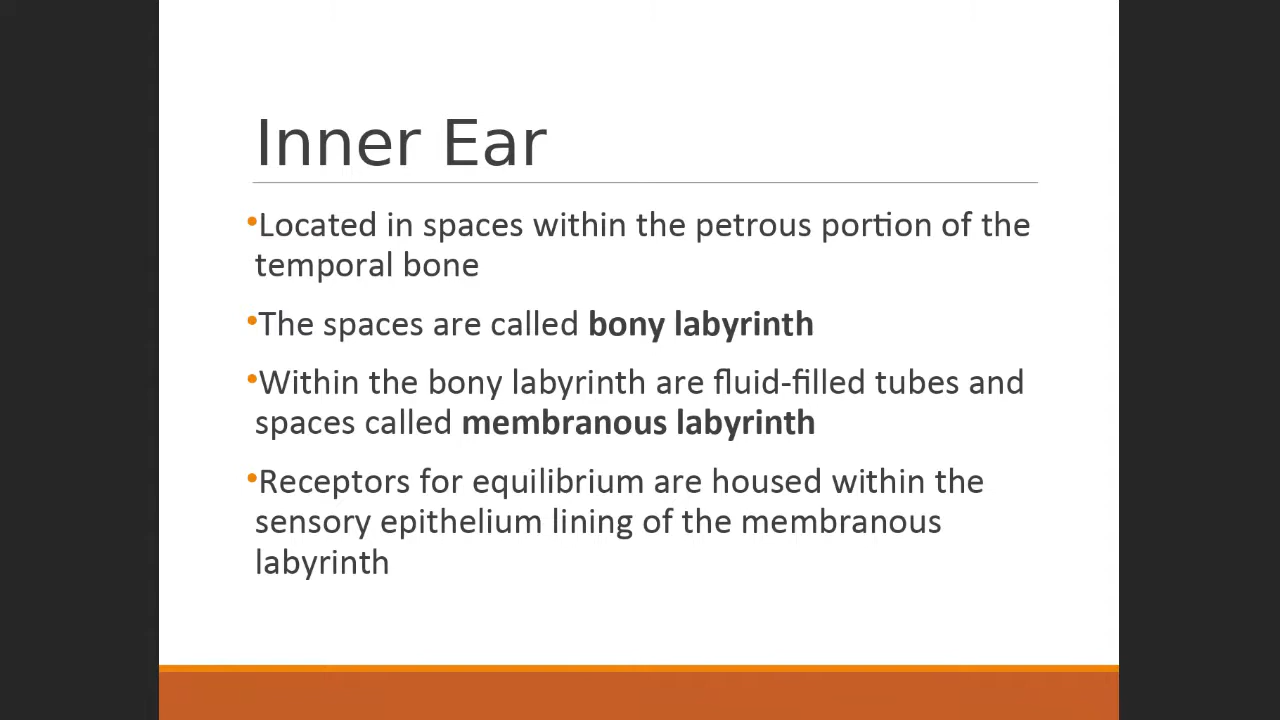 Inner Ear
•Located in spaces within the petrous portion of the
temporal bone
•The spaces are called bony labyrinth
•Within the bony labyrinth are fluid-filled tubes and
spaces called membranous labyrinth
•Receptors for equilibrium are housed within the
sensory epithelium lining of the membranous
labyrinth